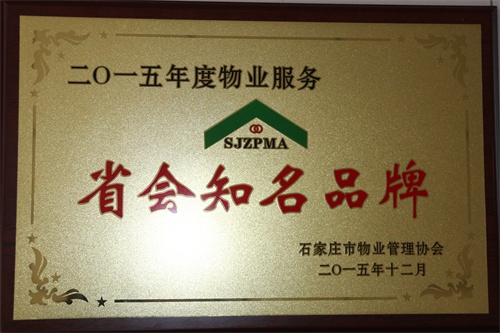 二〇一五年度物业服务
SJZPMA
省会知名品牌
石家庄市物业管理协会
二〇一五年十二月